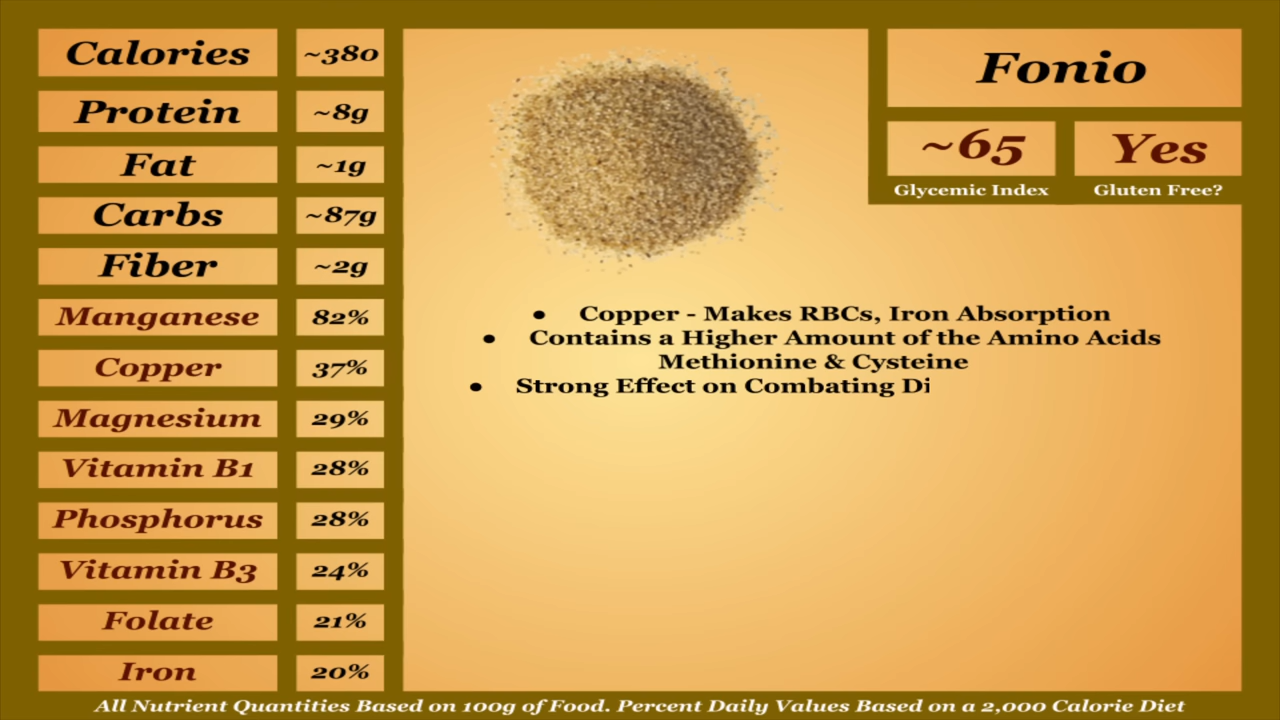 Calories ~380
Protein ~8g
Fat ~1g
Carbs ~87g
Fiber ~2g
Manganese 82%
Copper 37%
Magnesium 29%
Vitamin B1 28%
Phosphorus 28%
Vitamin B3 24%
Folate 21%
Iron 20%
Fonio
~65 Yes
Glycemic Index Gluten Free?
● Copper - Makes RBCs, Iron Absorption
● Contains a Higher Amount of the Amino Acids
Methionine & Cysteine
● Strong Effect on Combating Di
All Nutrient Quantities Based on 100g of Food. Percent Daily Values Based on a 2,000 Calorie Diet